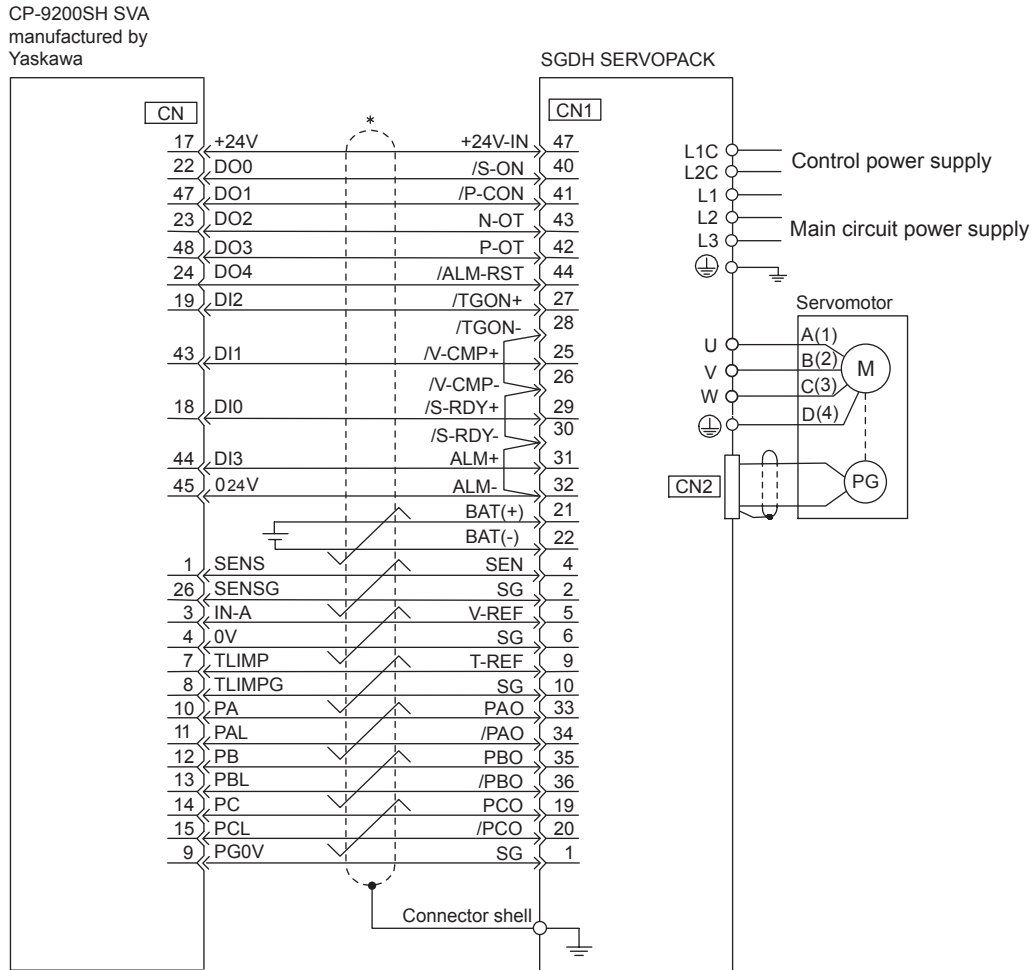 CP-9200SH SVA
manufactured by
Yaskawa
SGDH SERVOPACK
CN
*
CN1
17 +24V +24V-IN 47
22 DO0 /S-ON 40
47 DO1 /P-CON 41
23 DO2 N-OT 43
48 DO3 P-OT 42
24 DO4 /ALM-RST 44
19 DI2 /TGON+ 27
/TGON- 28
43 DI1 /V-CMP+ 25
/V-CMP- 26
18 DI0 /S-RDY+ 29
/S-RDY- 30
44 DI3 ALM+ 31
45 024V ALM- 32
BAT(+) 21
BAT(-) 22
1 SENS SEN 4
26 SENSG SG 2
3 IN-A V-REF 5
4 0V SG 6
7 TLIMP T-REF 9
8 TLIMPG SG 10
10 PA PAO 33
11 PAL /PAO 34
12 PB PBO 35
13 PBL /PBO 36
14 PC PCO 19
15 PCL /PCO 20
9 PG0V SG 1
Connector shell
L1C
L2C
Control power supply
L1
L2
L3
Main circuit power supply
Servomotor
U A(1)
V B(2)
W C(3)
D(4)
M
CN2
PG